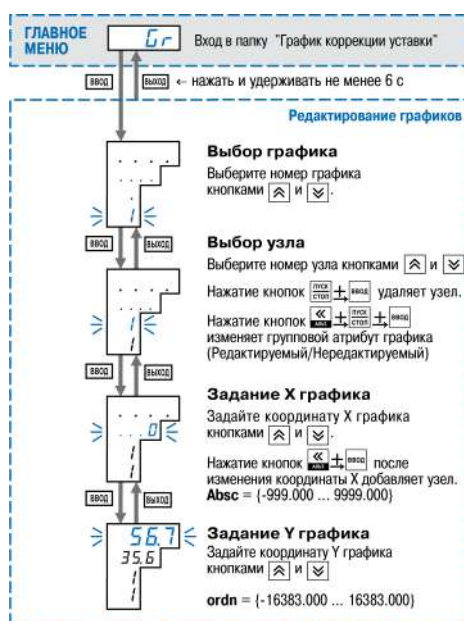 ГЛАВНОЕ
МЕНЮ
Gr
Вход в папку "График коррекции уставки"
ВВОД ВЫХОД ← нажать и удерживать не менее 6 с
Редактирование графиков
Выбор графика
Выберите номер графика
кнопками и .
1
ВВОД ВЫХОД
Выбор узла
Выберите номер узла кнопками и
Нажатие кнопок ПУСК СТОП + ВВОД удаляет узел.
Нажатие кнопок + ПУСК СТОП + ВВОД
изменяет групповой атрибут графика
(Редактируемый/Нередактируемый)
1
1
ВВОД ВЫХОД
Задание X графика
Задайте координату X графика
кнопками и .
Нажатие кнопок + ВВОД после
изменения координаты X добавляет узел.
Absc = {-999.000 ... 9999.000}
0
1
1
ВВОД ВЫХОД
Задание Y графика
Задайте координату Y графика
кнопками и
ordn = {-16383.000 ... 16383.000}
56.7
35.6
1
1